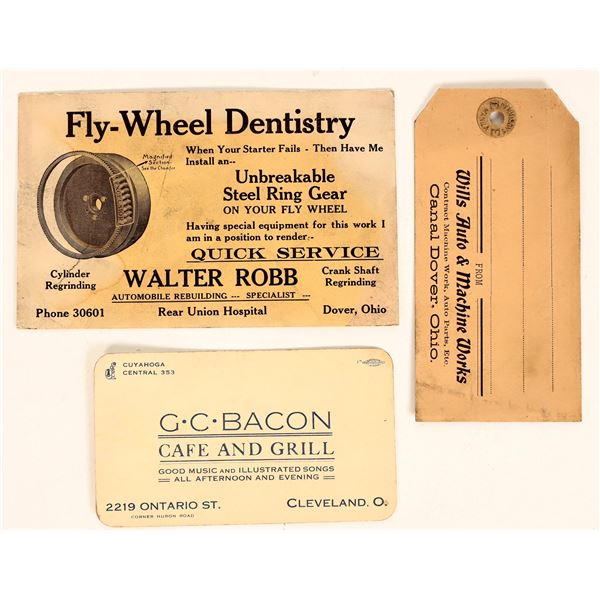 Fly-Wheel Dentistry
Magnified
Section
See the Chamfer
When Your Starter Fails - Then Have Me
Install an--
Unbreakable
Steel Ring Gear
ON YOUR FLY WHEEL
Having special equipment for this work I
am in a position to render:-
QUICK SERVICE
Cylinder
Regrinding
WALTER ROBB
Crank Shaft
Regrinding
AUTOMOBILE REBUILDING --- SPECIALIST ---
Phone 30601
Rear Union Hospital
Dover, Ohio
FROM
Wills Auto & Machine Works
Contract Machine Work, Auto Parts, Etc.
Canal Dover, Ohio.
CUYAHOGA
CENTRAL 353
G·C·BACON
CAFE AND GRILL
GOOD MUSIC AND ILLUSTRATED SONGS
ALL AFTERNOON AND EVENING
2219 ONTARIO ST.
CLEVELAND, O.
CORNER HURON ROAD